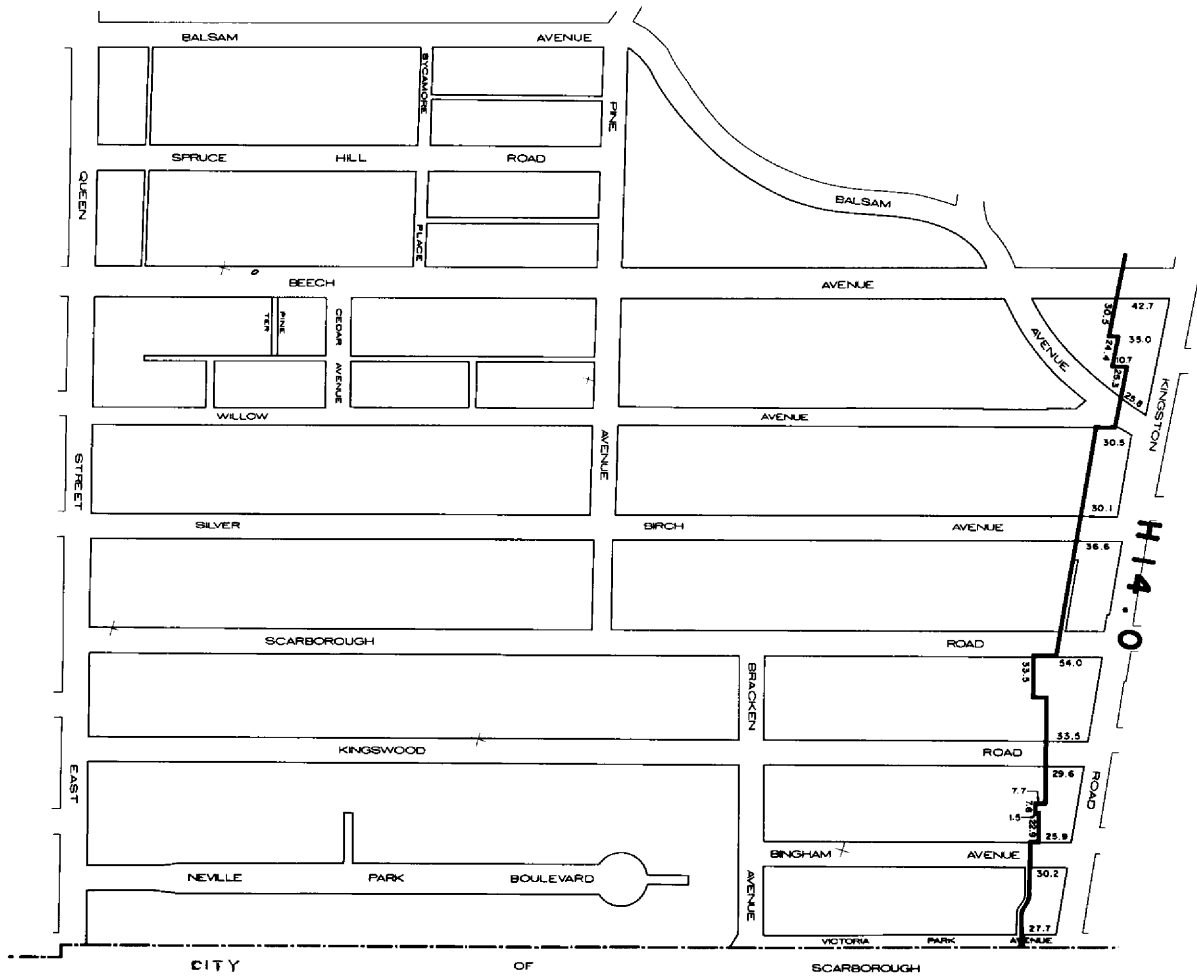 BALSAM AVENUE
SYCAMORE
PINE
SPRUCE HILL ROAD
QUEEN
PLACE
BALSAM
BEECH AVENUE
PINE
TER
CEDAR
AVENUE
30.5
42.7
35.0
24.4
10.7
25.3
25.8
AVENUE
KINGSTON
WILLOW AVENUE
STREET
AVENUE
30.5
30.1
SILVER BIRCH AVENUE
36.6
H 14.0
SCARBOROUGH ROAD
BRACKEN
33.5
54.0
33.5
KINGSWOOD ROAD
EAST
29.6
ROAD
7.7
7.6
1.5
22.9
25.9
BINGHAM AVENUE
NEVILLE PARK BOULEVARD
AVENUE
30.2
27.7
VICTORIA PARK AVENUE
CITY OF SCARBOROUGH